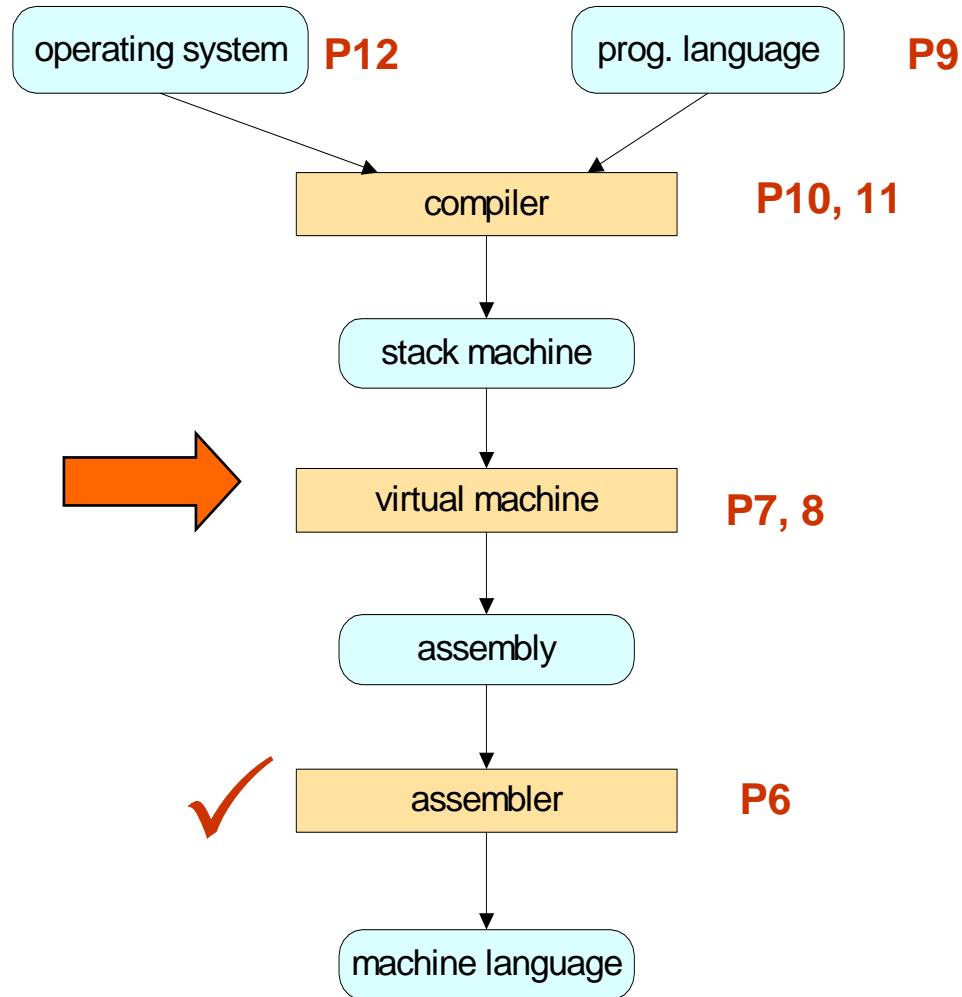 operating system
P12
prog. language
P9
compiler
P10, 11
stack machine
virtual machine
P7, 8
assembly
assembler
P6
machine language